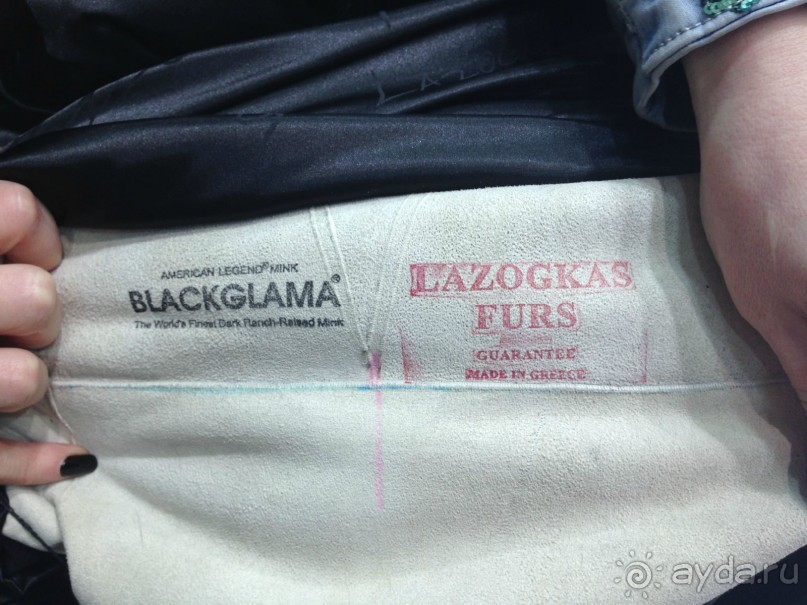 AMERICAN LEGEND® MINK
BLACKGLAMA®
The World's Finest Dark Ranch-Raised Mink
LAZOGKAS
FURS
GUARANTEE
MADE IN GREECE
ayda.ru